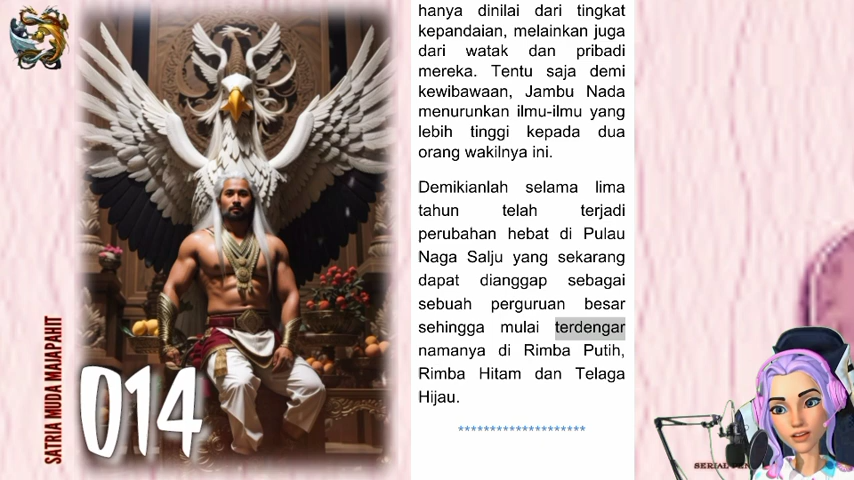 hanya dinilai dari tingkat
kepandaian, melainkan juga
dari watak dan pribadi
mereka. Tentu saja demi
kewibawaan, Jambu Nada
menurunkan ilmu-ilmu yang
lebih tinggi kepada dua
orang wakilnya ini.
Demikianlah selama lima
tahun telah terjadi
perubahan hebat di Pulau
Naga Salju yang sekarang
dapat dianggap sebagai
sebuah perguruan besar
sehingga mulai terdengar
namanya di Rimba Putih,
Rimba Hitam dan Telaga
Hijau.
********************
SATRIA MUDA MAJAPAHIT
014
SERIAL